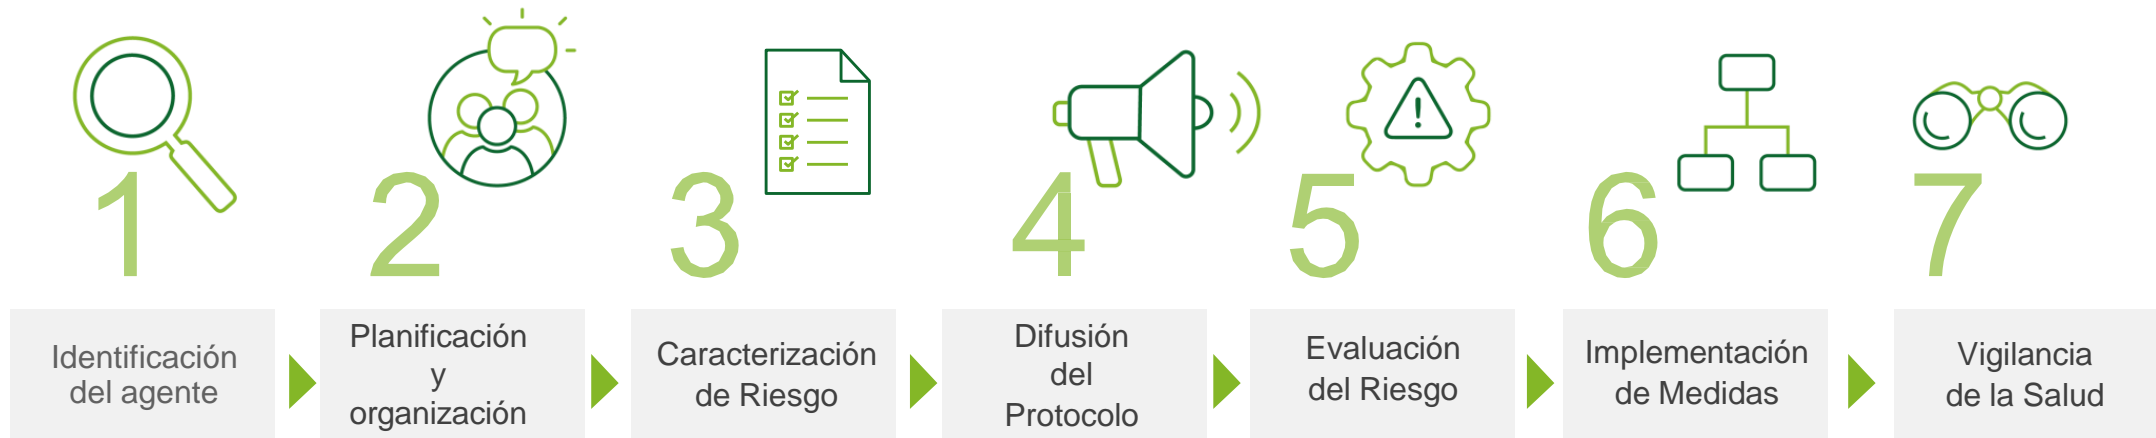 1
2
3
4
5
6
7
Identificación
del agente
Planificación
y
organización
Caracterización
de Riesgo
Difusión
del
Protocolo
Evaluación
del Riesgo
Implementación
de Medidas
Vigilancia
de la Salud